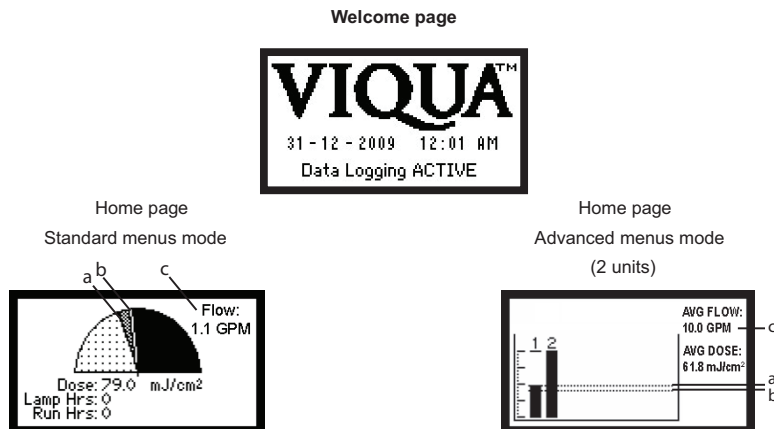 Welcome page
VIQUA™
31-12-2009 12:01 AM
Data Logging ACTIVE
Home page
Standard menus mode
a b c
Flow:
1.1 GPM
Dose: 79.0 mJ/cm²
Lamp Hrs: 0
Run Hrs: 0
Home page
Advanced menus mode
(2 units)
AVG FLOW:
10.0 GPM c
1 2
AVG DOSE:
61.8 mJ/cm²
a
b